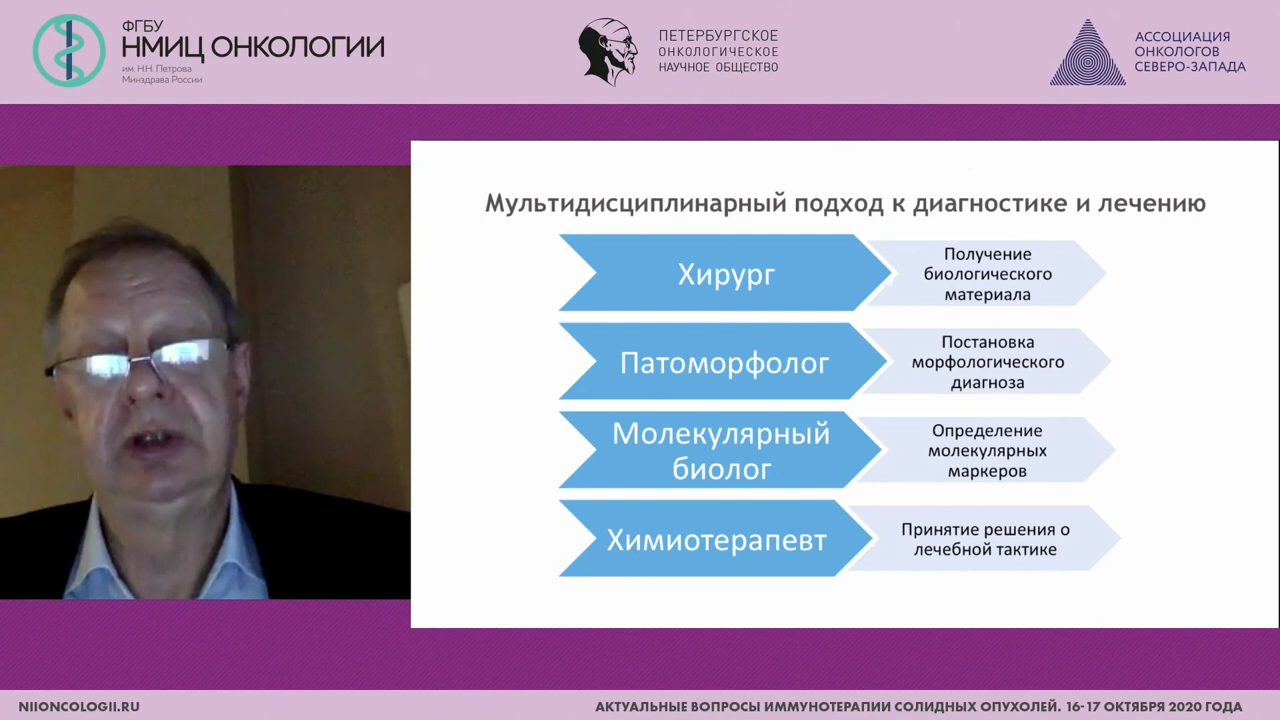 ФГБУ
НМИЦ ОНКОЛОГИИ
им. Н.Н. Петрова
Минздрава России
ПЕТЕРБУРГСКОЕ
ОНКОЛОГИЧЕСКОЕ
НАУЧНОЕ ОБЩЕСТВО
АССОЦИАЦИЯ
ОНКОЛОГОВ
СЕВЕРО-ЗАПАДА
Мультидисциплинарный подход к диагностике и лечению
Хирург
Получение
биологического
материала
Патоморфолог
Постановка
морфологического
диагноза
Молекулярный
биолог
Определение
молекулярных
маркеров
Химиотерапевт
Принятие решения о
лечебной тактике
NIIONCOLOGII.RU
АКТУАЛЬНЫЕ ВОПРОСЫ ИММУНОТЕРАПИИ СОЛИДНЫХ ОПУХОЛЕЙ. 16-17 ОКТЯБРЯ 2020 ГОДА